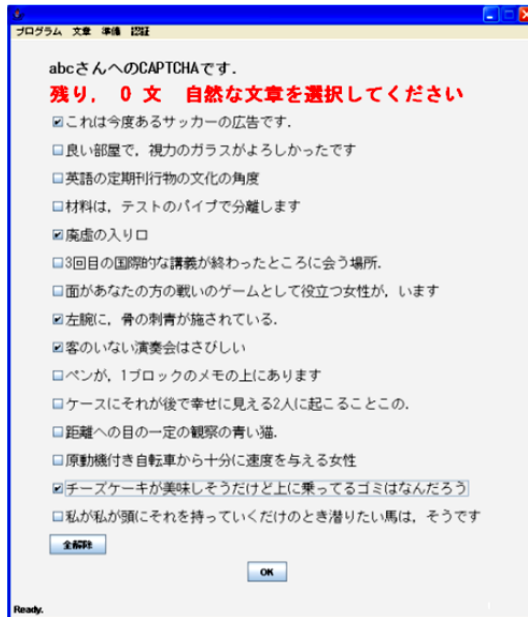 プログラム 文章 準備 認証
abcさんへのCAPTCHAです.
残り, 0 文 自然な文章を選択してください
これは今度あるサッカーの広告です.
良い部屋で, 視力のガラスがよろしかったです
英語の定期刊行物の文化の角度
材料は, テストのパイプで分離します
廃虚の入り口
3回目の国際的な講義が終わったところに会う場所.
面があなたの方の戦いのゲームとして役立つ女性が, います
左腕に, 骨の刺青が施されている.
客のいない演奏会はさびしい
ペンが, 1ブロックのメモの上にあります
ケースにそれが後で幸せに見える2人に起こることこの.
距離への目の一定の観察の青い猫.
原動機付き自転車から十分に速度を与える女性
チーズケーキが美味しそうだけど上に乗ってるゴミはなんだろう
私が私が頭にそれを持っていくだけのとき潜りたい馬は, そうです
全解除
OK
Ready.